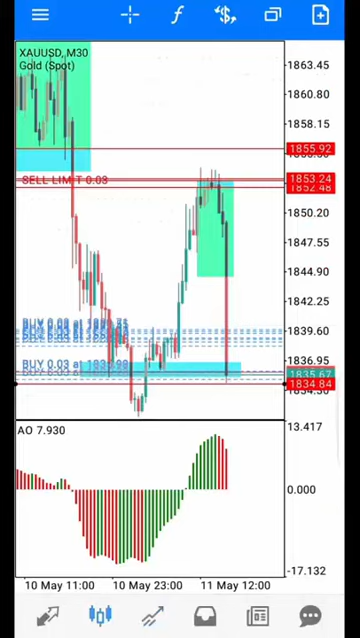 XAUUSD, M30
Gold (Spot)
1863.45
1860.80
1858.15
1855.92
1853.24
SELL LIMIT 0.03
1852.48
1850.20
1847.55
1844.90
1842.25
1839.60
1836.95
BUY 0.03 at
1835.67
1834.84
AO 7.930
13.417
0.000
-17.132
10 May 11:00
10 May 23:00
11 May 12:00